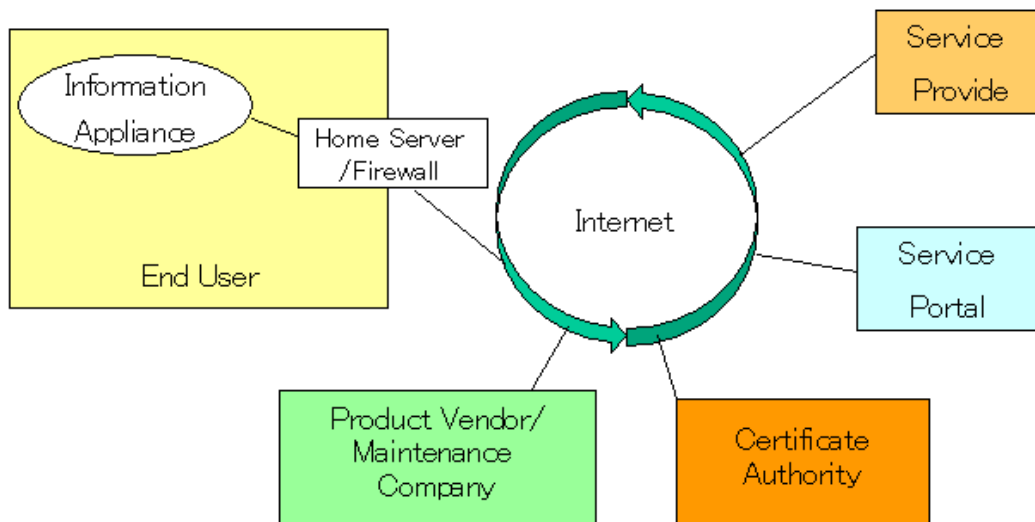 Information
Appliance
Home Server
/Firewall
End User
Internet
Service
Provide
Service
Portal
Product Vendor/
Maintenance
Company
Certificate
Authority